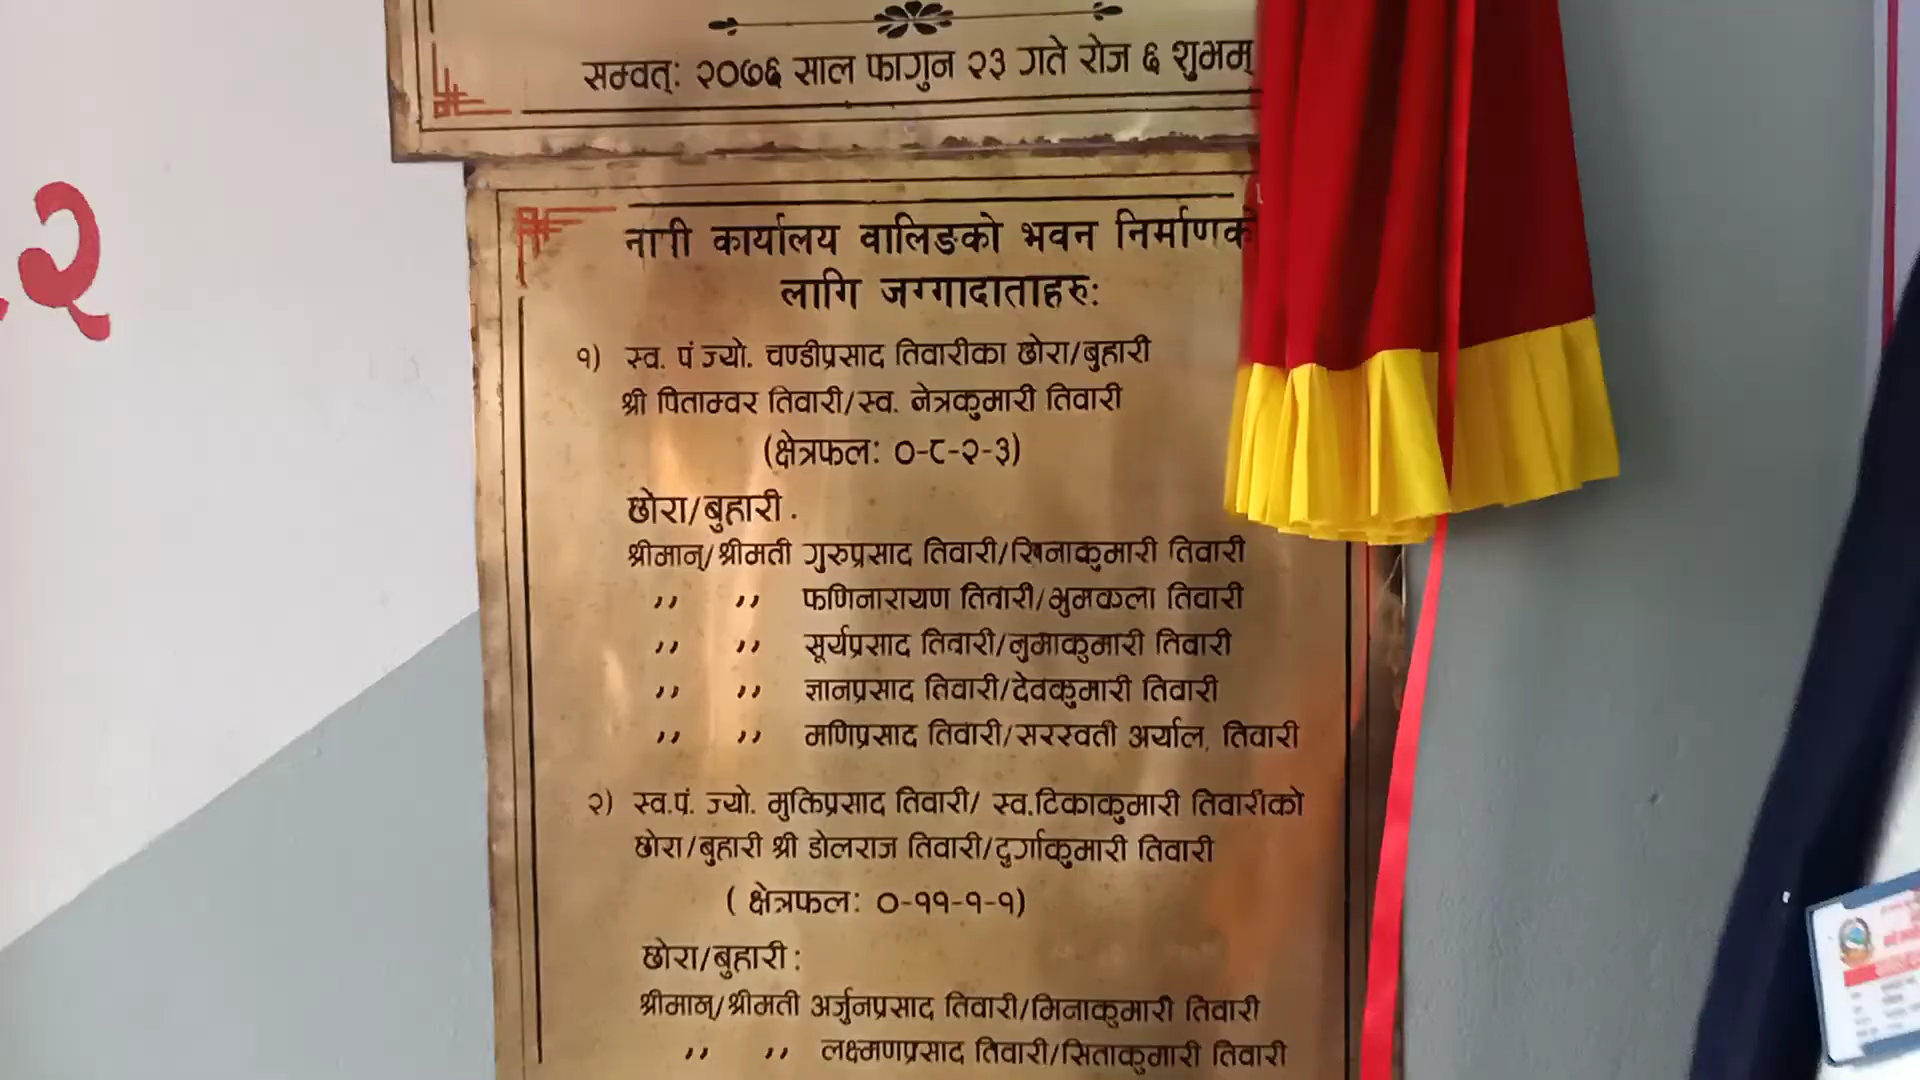 सम्वत्: २०७६ साल फागुन २३ गते रोज ६ शुभम्
२
नापी कार्यालय वालिङको भवन निर्माणको
लागि जग्गादाताहरु:
१) स्व. पं ज्यो. चण्डीप्रसाद तिवारीका छोरा/बुहारी
श्री पिताम्वर तिवारी/स्व. नेत्रकुमारी तिवारी
(क्षेत्रफल: ०-८-२-३)
छोरा/बुहारी .
श्रीमान्/श्रीमती गुरुप्रसाद तिवारी/रिनाकुमारी तिवारी
,, ,, फणिनारायण तिवारी/भुमकला तिवारी
,, ,, सूर्यप्रसाद तिवारी/नुमाकुमारी तिवारी
,, ,, ज्ञानप्रसाद तिवारी/देवकुमारी तिवारी
,, ,, मणिप्रसाद तिवारी/सरस्वती अर्याल, तिवारी
२) स्व.पं. ज्यो. मुक्तिप्रसाद तिवारी/ स्व.टिकाकुमारी तिवारीको
छोरा/बुहारी श्री डोलराज तिवारी/दुर्गाकुमारी तिवारी
( क्षेत्रफल: ०-११-१-१)
छोरा/बुहारी :
श्रीमान्/श्रीमती अर्जुनप्रसाद तिवारी/मिनाकुमारी तिवारी
,, ,, लक्ष्मणप्रसाद तिवारी/सिताकुमारी तिवारी